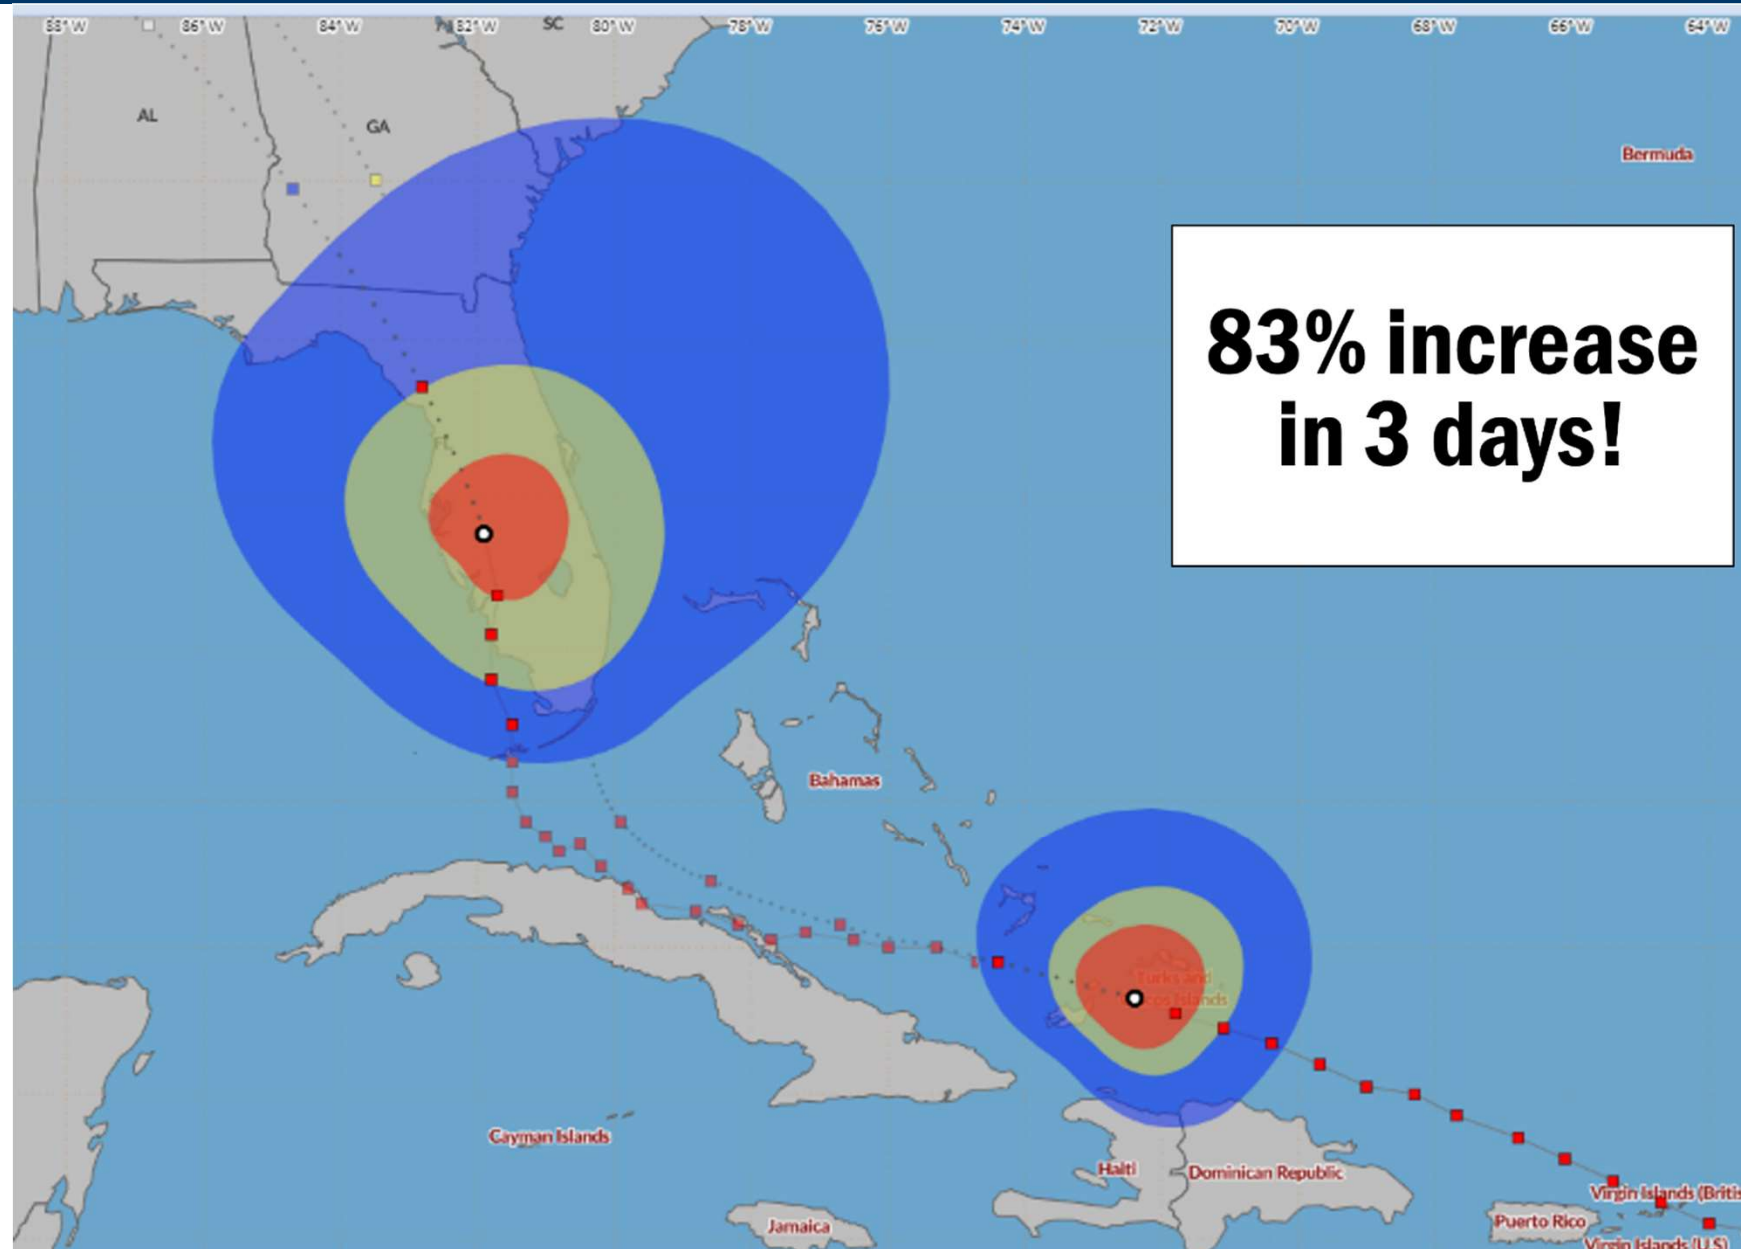 88°W 86°W 84°W 82°W SC 80°W 78°W 76°W 74°W 72°W 70°W 68°W 66°W 64°W
AL
GA
Bermuda
83% increase
in 3 days!
Bahamas
Turks and
cos Islands
Cayman Islands
Haiti
Dominican Republic
Jamaica
Virgin Islands (Britis
Puerto Rico
Virgin Islands (U.S)